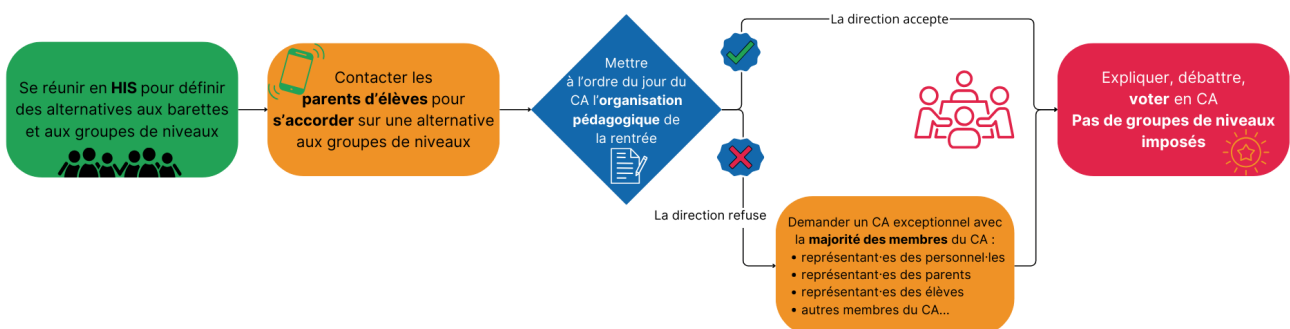 Se réunir en HIS pour définir
des alternatives aux barettes
et aux groupes de niveaux
Contacter les
parents d'élèves pour
s'accorder sur une alternative
aux groupes de niveaux
Mettre
à l'ordre du jour du
CA l'organisation
pédagogique de
la rentrée
La direction accepte
La direction refuse
Demander un CA exceptionnel avec
la majorité des membres du CA :
• représentant·es des personnel·les
• représentant·es des parents
• représentant·es des élèves
• autres membres du CA...
Expliquer, débattre,
voter en CA
Pas de groupes de niveaux
imposés